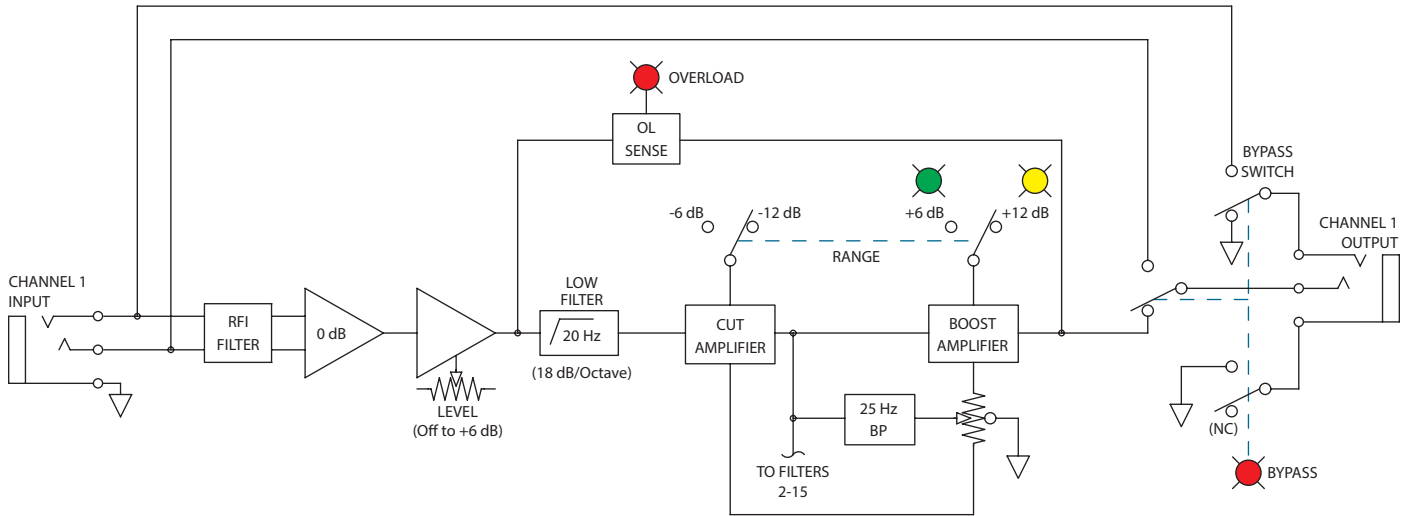 OVERLOAD
OL
SENSE
BYPASS
SWITCH
-6 dB
-12 dB
+6 dB
+12 dB
RANGE
CHANNEL 1
OUTPUT
CHANNEL 1
INPUT
RFI
FILTER
0 dB
LEVEL
(Off to +6 dB)
LOW
FILTER
20 Hz
(18 dB/Octave)
CUT
AMPLIFIER
BOOST
AMPLIFIER
25 Hz
BP
TO FILTERS
2-15
(NC)
BYPASS